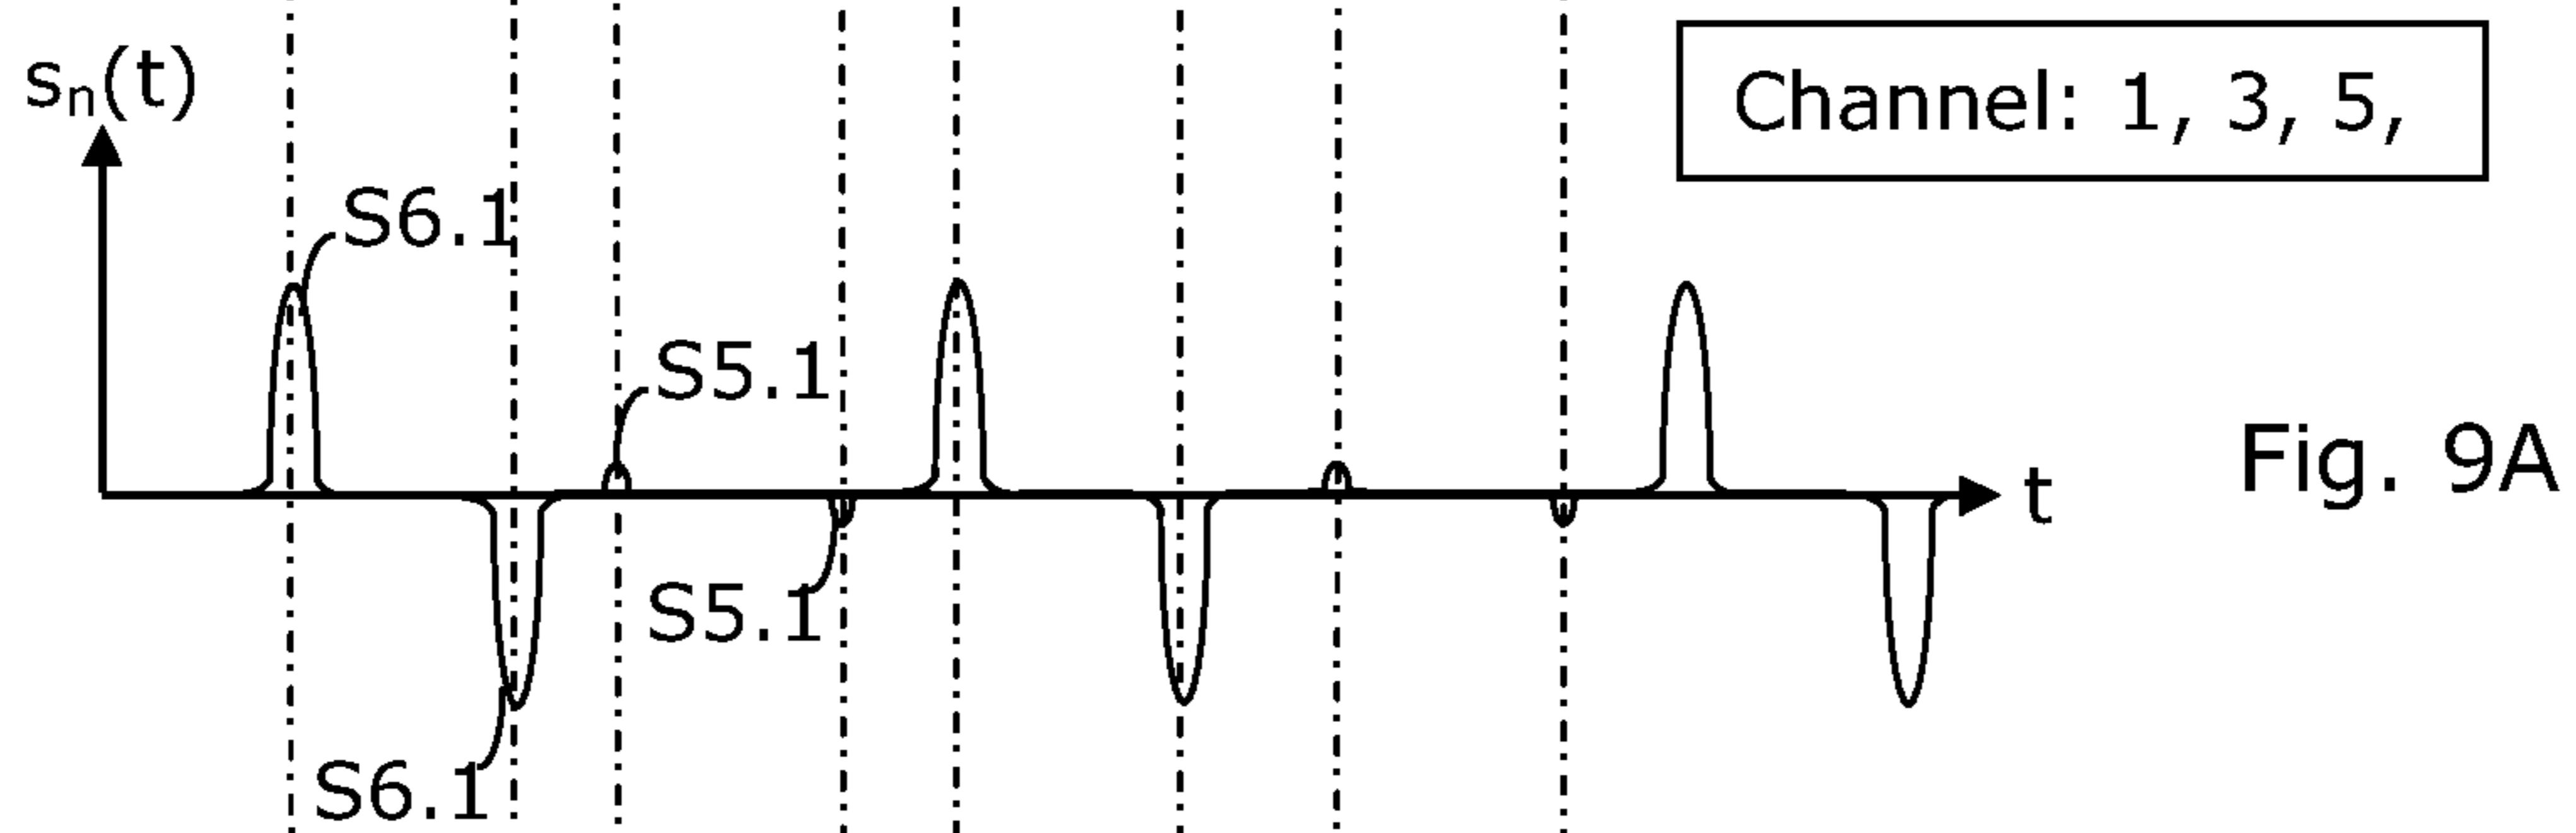 sn(t)
Channel: 1, 3, 5,
S6.1
S5.1
Fig. 9A
t
S5.1
S6.1